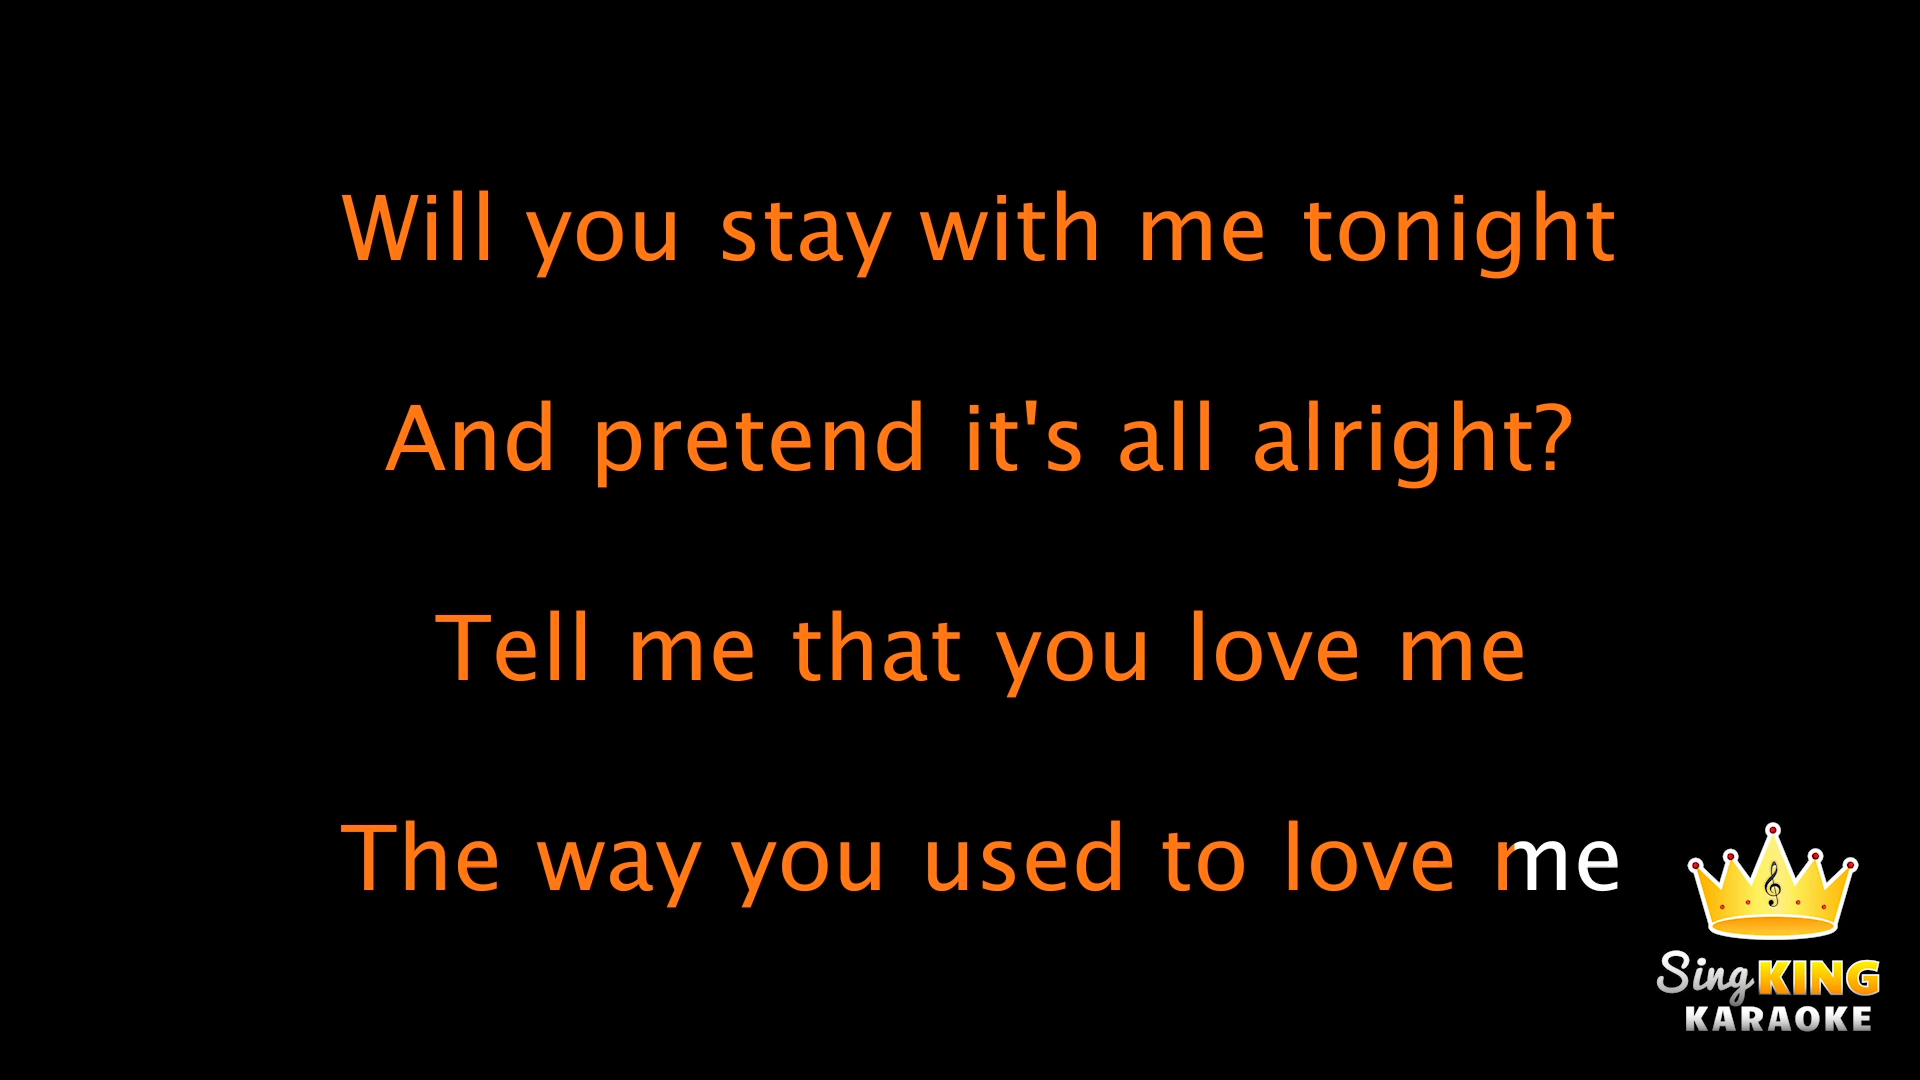 Will you stay with me tonight
And pretend it's all alright?
Tell me that you love me
The way you used to love me
Sing KING
KARAOKE